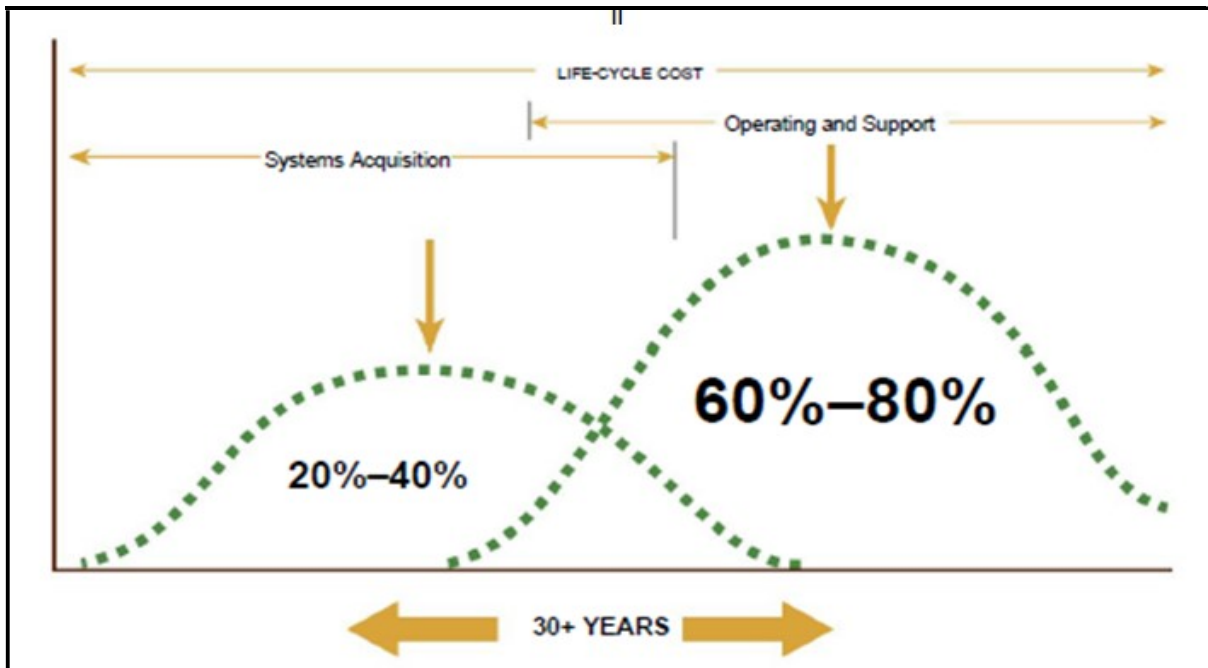 LIFE-CYCLE COST
Operating and Support
Systems Acquisition
60%–80%
20%–40%
30+ YEARS